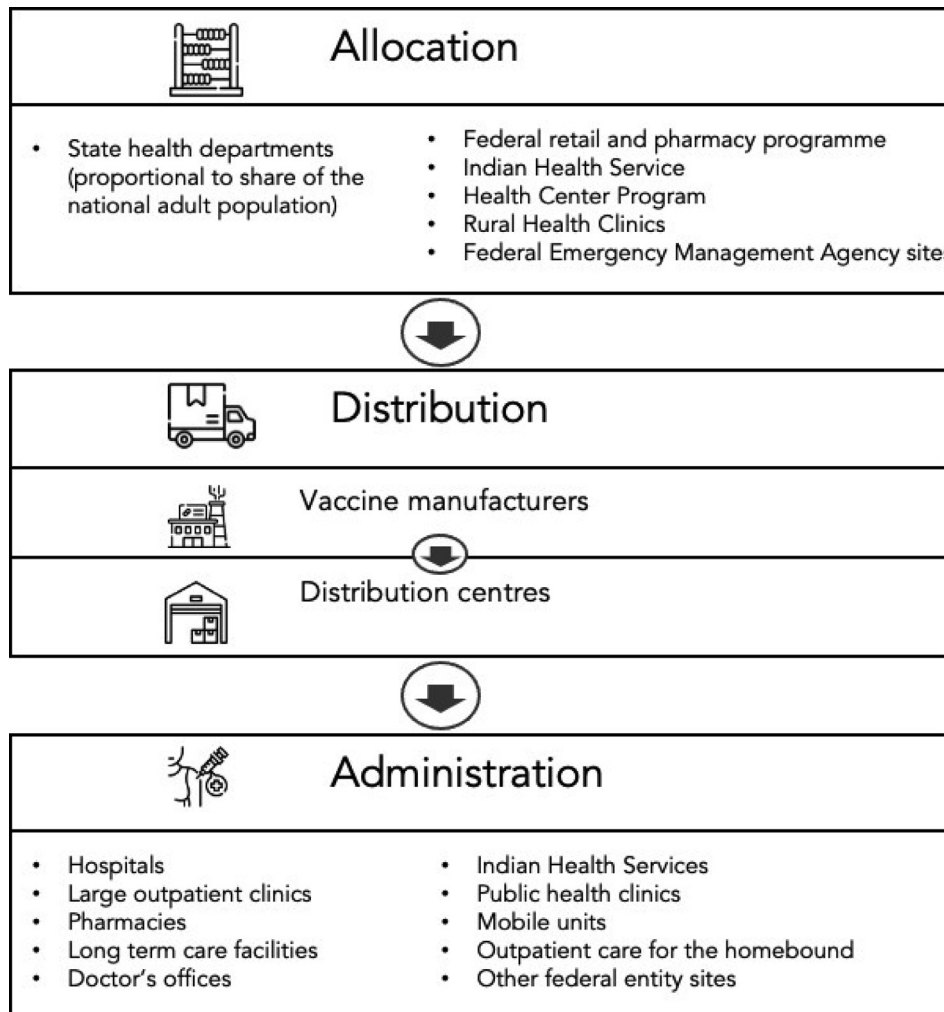 Allocation
• State health departments
(proportional to share of the
national adult population)
• Federal retail and pharmacy programme
• Indian Health Service
• Health Center Program
• Rural Health Clinics
• Federal Emergency Management Agency sites
Distribution
Vaccine manufacturers
Distribution centres
Administration
• Hospitals
• Large outpatient clinics
• Pharmacies
• Long term care facilities
• Doctor's offices
• Indian Health Services
• Public health clinics
• Mobile units
• Outpatient care for the homebound
• Other federal entity sites